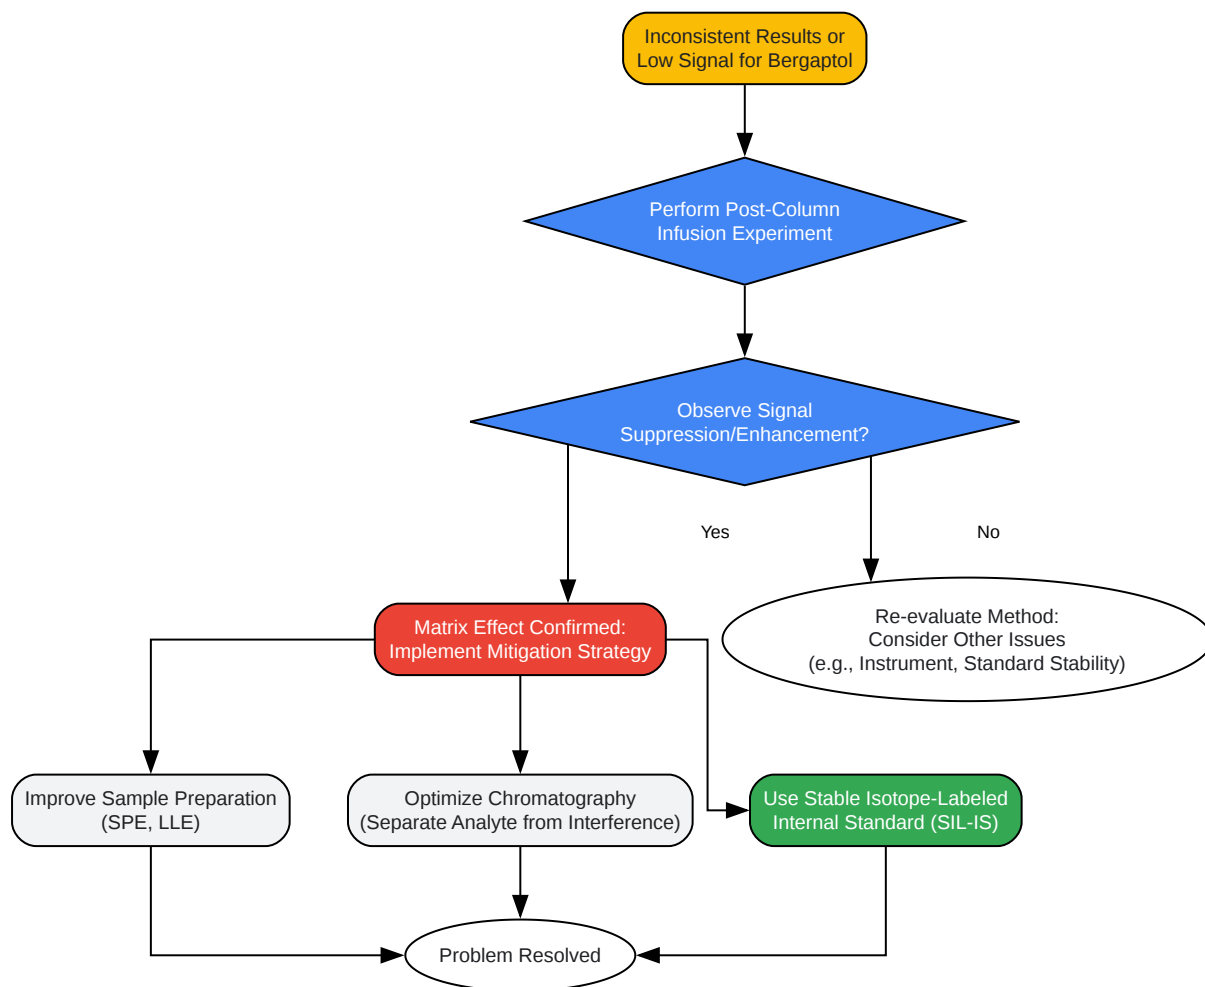 Inconsistent Results or
Low Signal for Bergaptol
Perform Post-Column
Infusion Experiment
Observe Signal
Suppression/Enhancement?
Yes
No
Matrix Effect Confirmed:
Implement Mitigation Strategy
Re-evaluate Method:
Consider Other Issues
(e.g., Instrument, Standard Stability)
Improve Sample Preparation
(SPE, LLE)
Optimize Chromatography
(Separate Analyte from Interference)
Use Stable Isotope-Labeled
Internal Standard (SIL-IS)
Problem Resolved